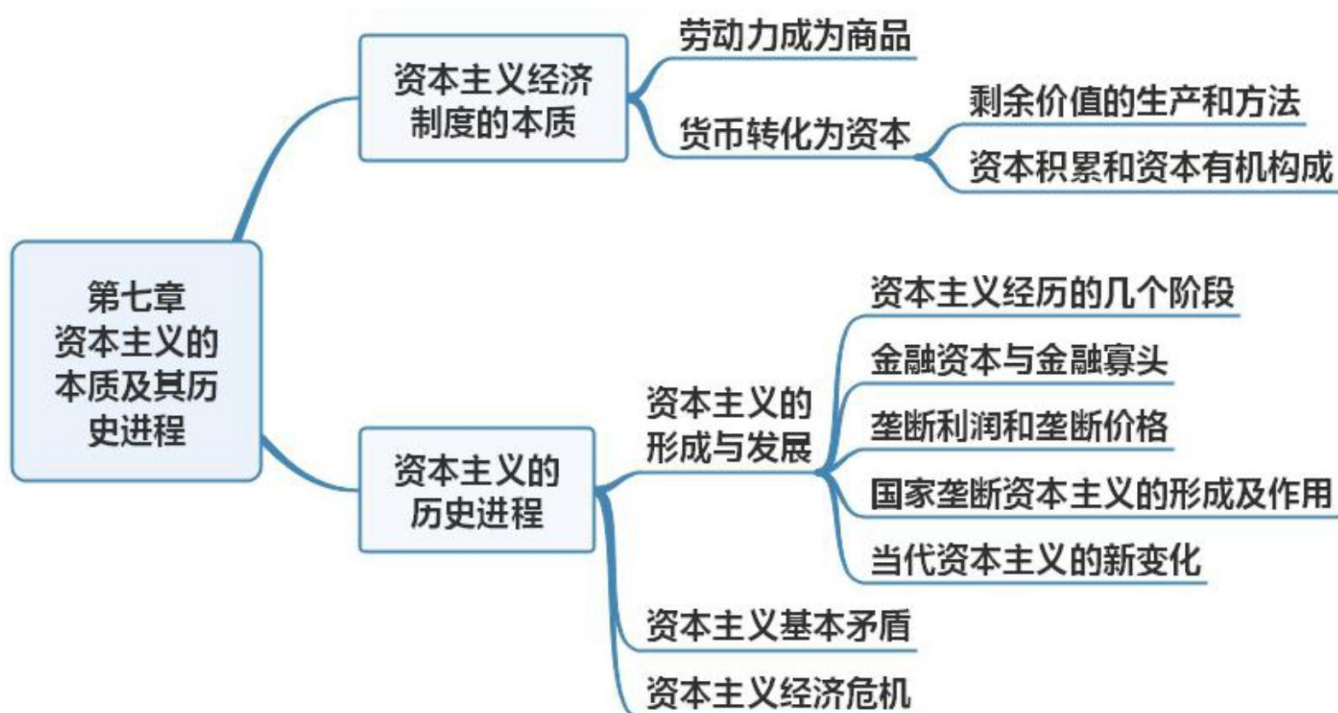 第七章
资本主义的
本质及其历
史进程
资本主义经济
制度的本质
劳动力成为商品
货币转化为资本
剩余价值的生产和方法
资本积累和资本有机构成
资本主义的
历史进程
资本主义的
形成与发展
资本主义经历的几个阶段
金融资本与金融寡头
垄断利润和垄断价格
国家垄断资本主义的形成及作用
当代资本主义的新变化
资本主义基本矛盾
资本主义经济危机